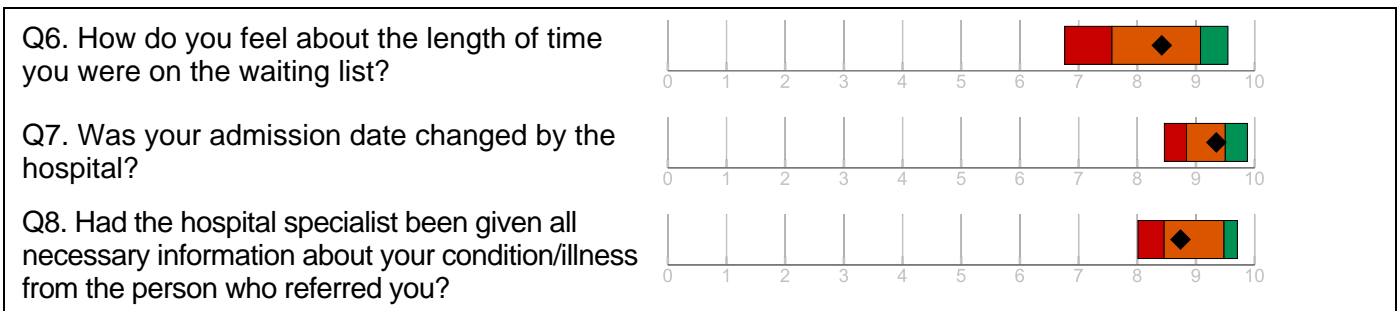 Q6. How do you feel about the length of time
you were on the waiting list?
0 1 2 3 4 5 6 7 8 9 10
Q7. Was your admission date changed by the
hospital?
0 1 2 3 4 5 6 7 8 9 10
Q8. Had the hospital specialist been given all
necessary information about your condition/illness
from the person who referred you?
0 1 2 3 4 5 6 7 8 9 10